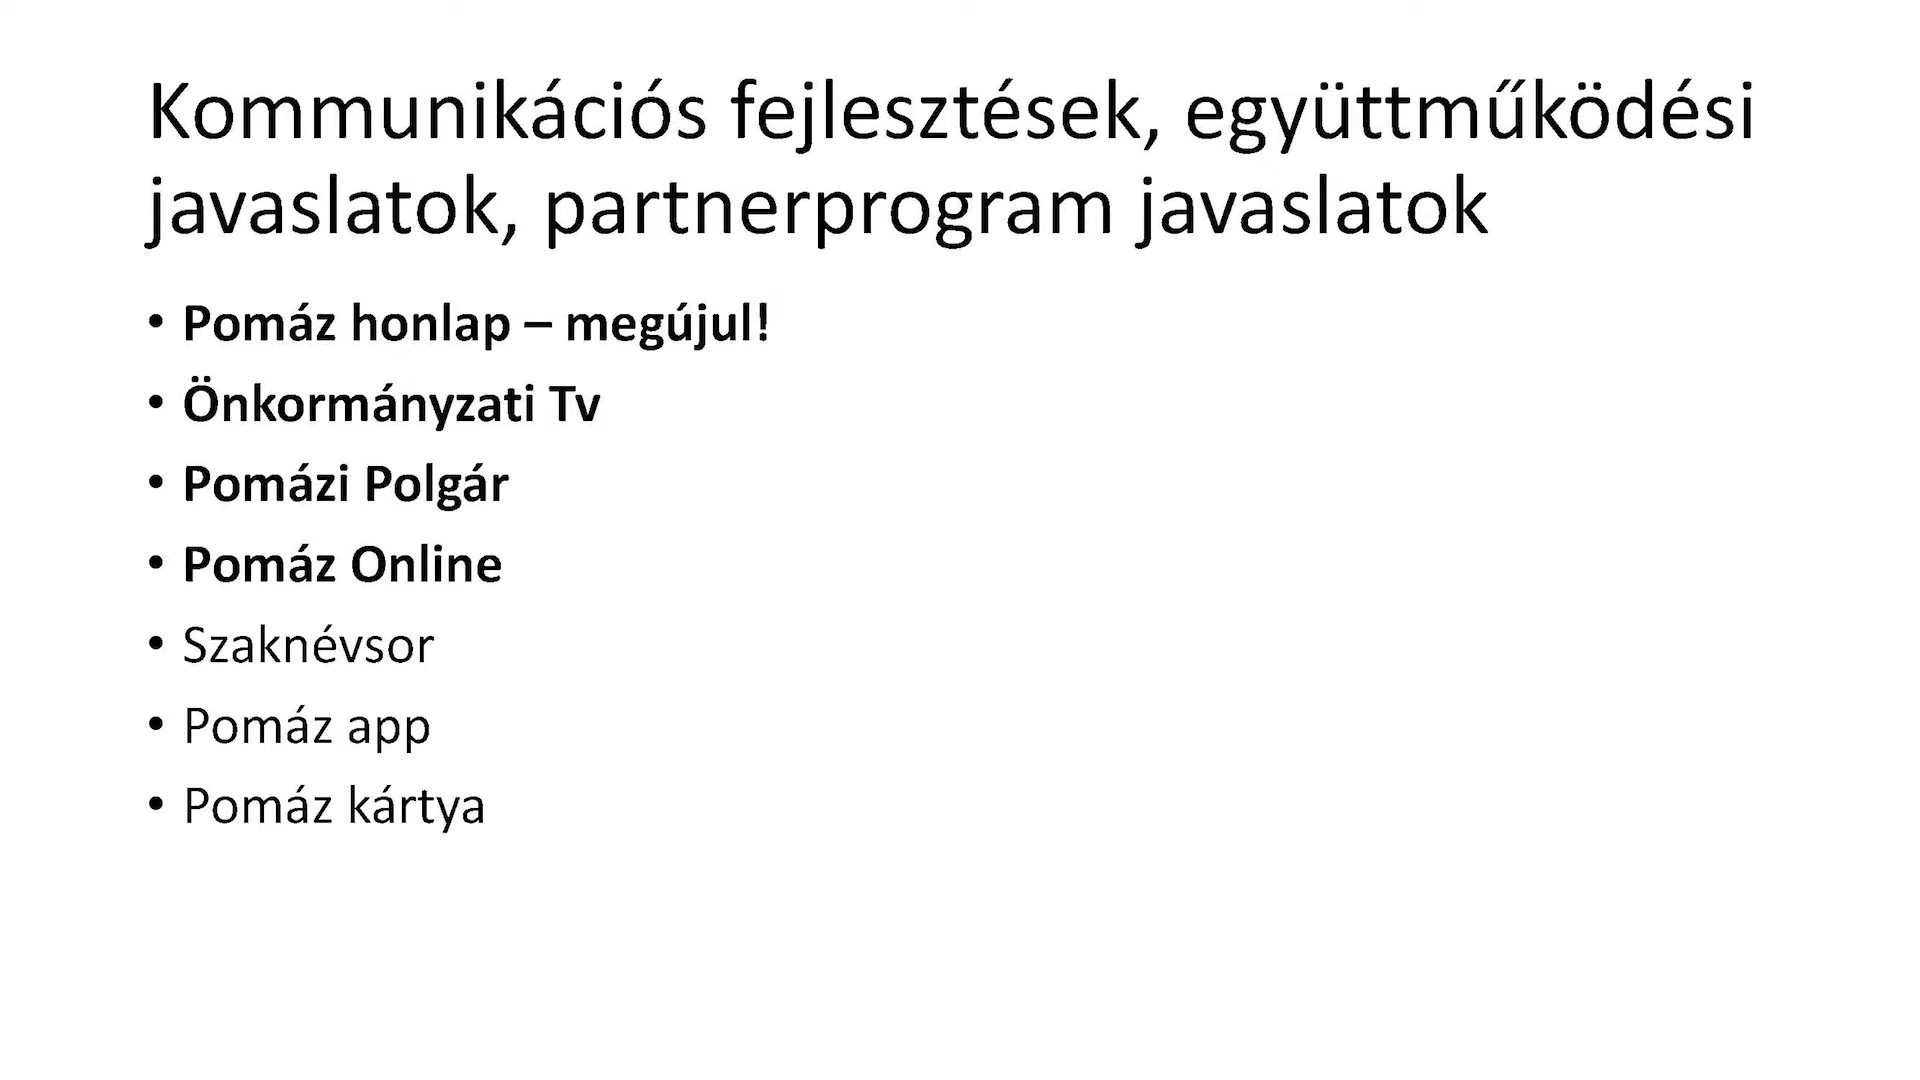 Kommunikációs fejlesztések, együttműködési
javaslatok, partnerprogram javaslatok
• Pomáz honlap – megújul!
• Önkormányzati Tv
• Pomázi Polgár
• Pomáz Online
• Szaknévsor
• Pomáz app
• Pomáz kártya